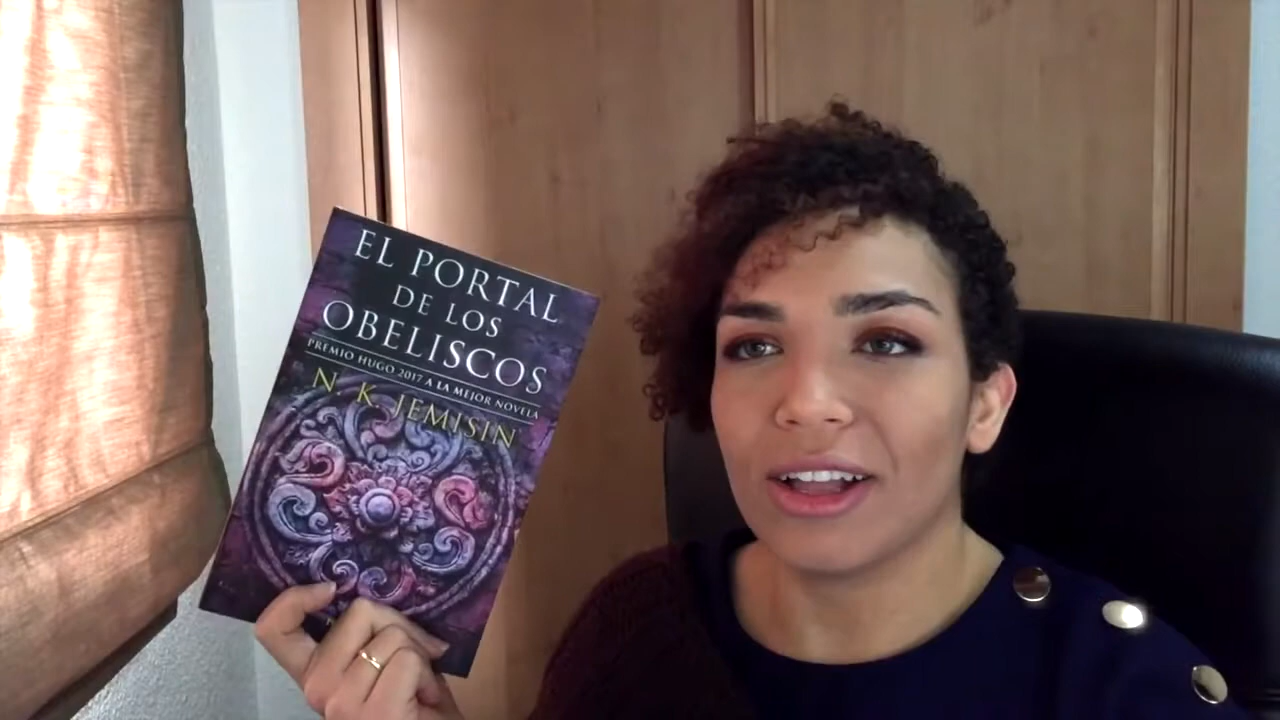 EL PORTAL
DE LOS
OBELISCOS
PREMIO HUGO 2017 A LA MEJOR NOVELA
N. K. JEMISIN